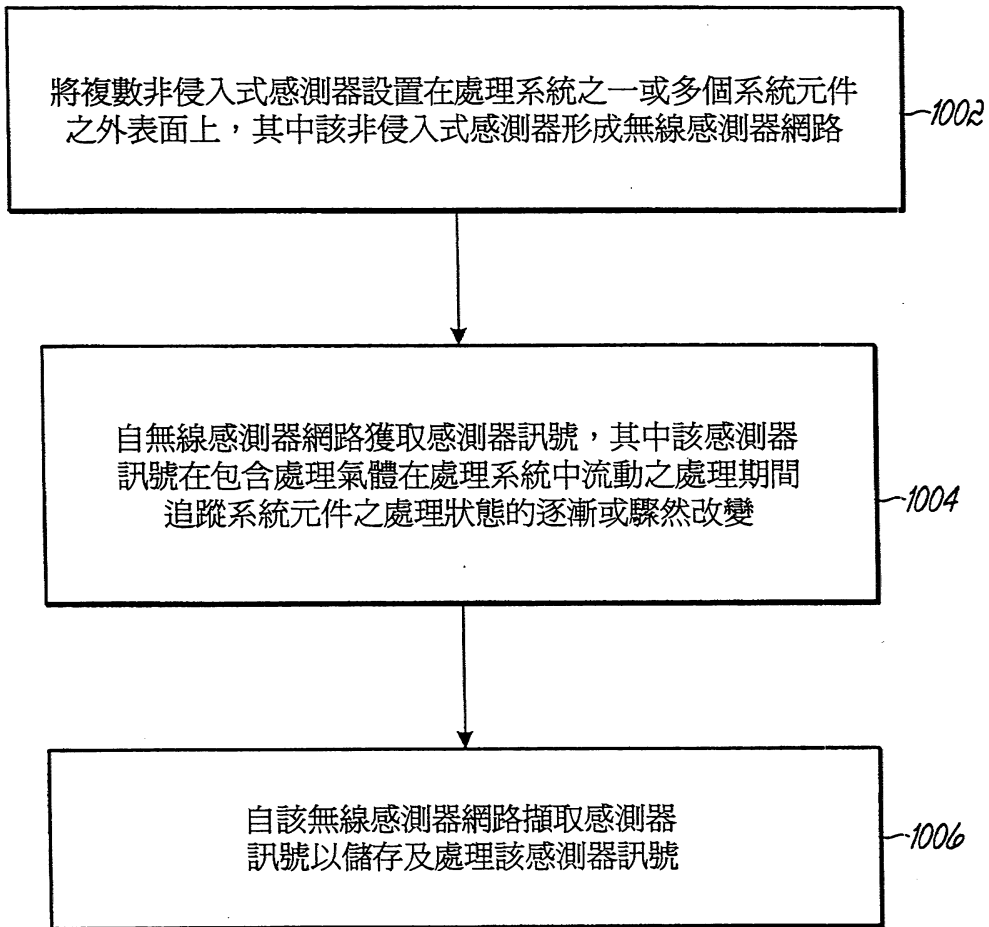 將複數非侵入式感測器設置在處理系統之一或多個系統元件
之外表面上，其中該非侵入式感測器形成無線感測器網路
1002
自無線感測器網路獲取感測器訊號，其中該感測器
訊號在包含處理氣體在處理系統中流動之處理期間
追蹤系統元件之處理狀態的逐漸或驟然改變
1004
自該無線感測器網路擷取感測器
訊號以儲存及處理該感測器訊號
1006